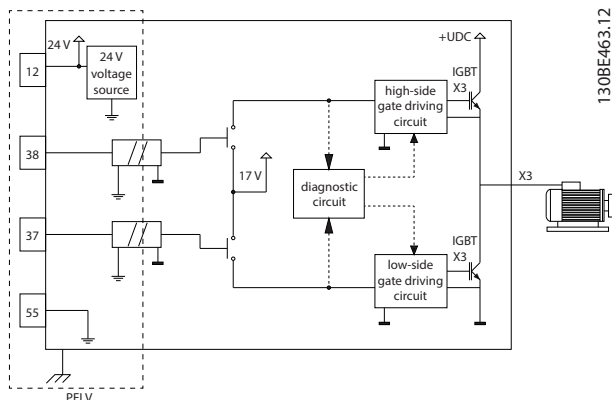 130BE463.12
+UDC
24 V
12
24 V
voltage
source
IGBT
X3
high-side
gate driving
circuit
38
17 V
diagnostic
circuit
X3
37
IGBT
X3
low-side
gate driving
circuit
55
PELV